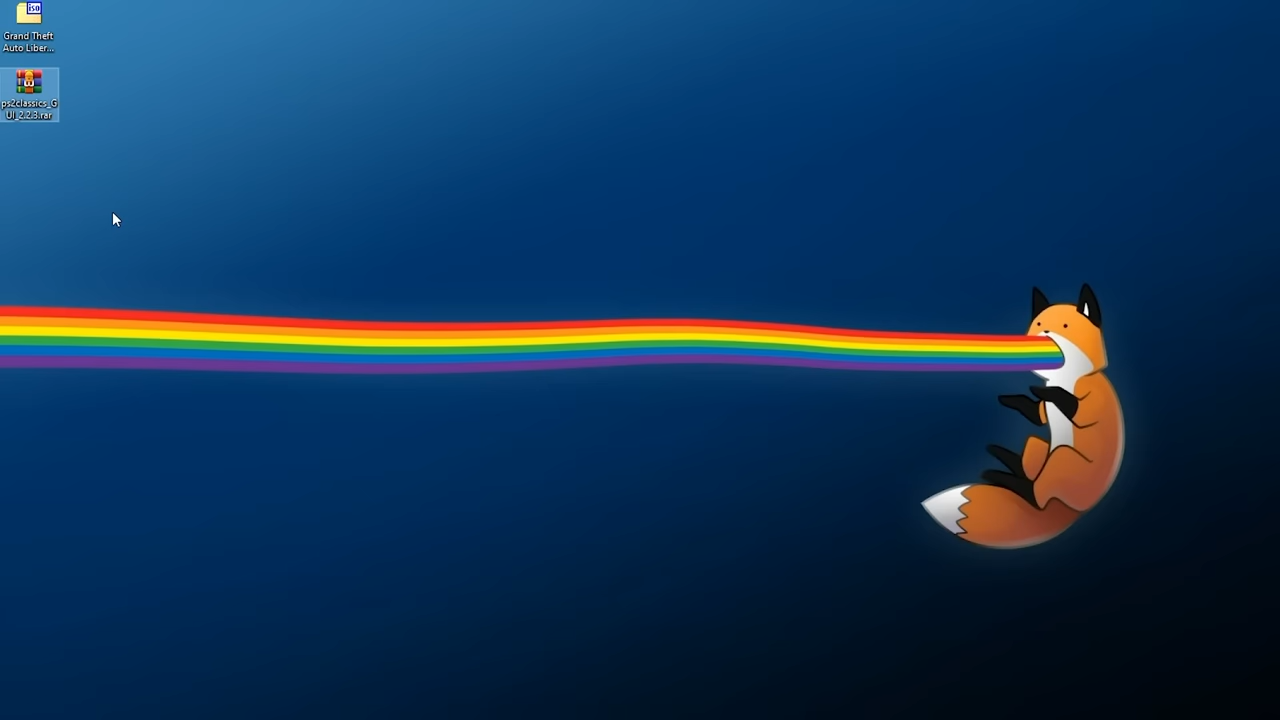 iso
Grand Theft
Auto Liber...
ps2classics_G
UI_2.2.3.rar